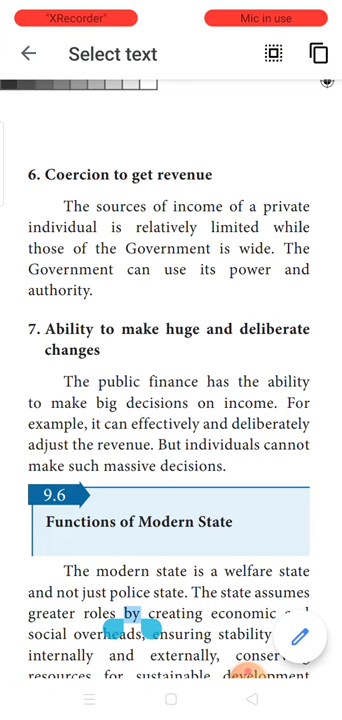 "XRecorder"
Mic in use
Select text
6. Coercion to get revenue
The sources of income of a private
individual is relatively limited while
those of the Government is wide. The
Government can use its power and
authority.
7. Ability to make huge and deliberate
changes
The public finance has the ability
to make big decisions on income. For
example, it can effectively and deliberately
adjust the revenue. But individuals cannot
make such massive decisions.
9.6
Functions of Modern State
The modern state is a welfare state
and not just police state. The state assumes
greater roles by creating economic
social overheads, ensuring stability
internally and externally,
resources for sustainable development